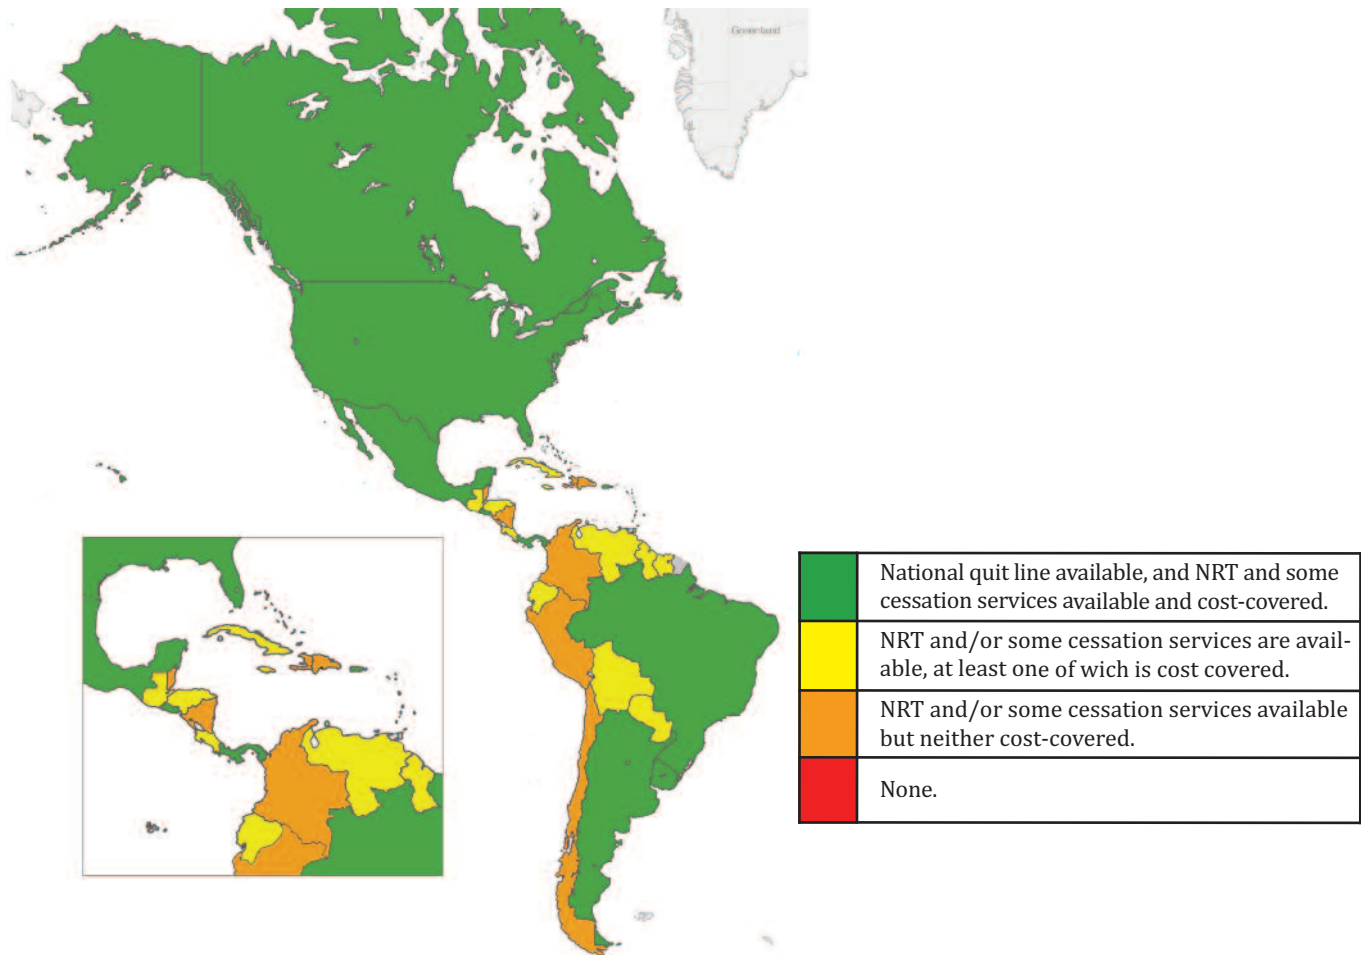 Greenland
National quit line available, and NRT and some
cessation services available and cost-covered.
NRT and/or some cessation services are avail-
able, at least one of wich is cost covered.
NRT and/or some cessation services available
but neither cost-covered.
None.